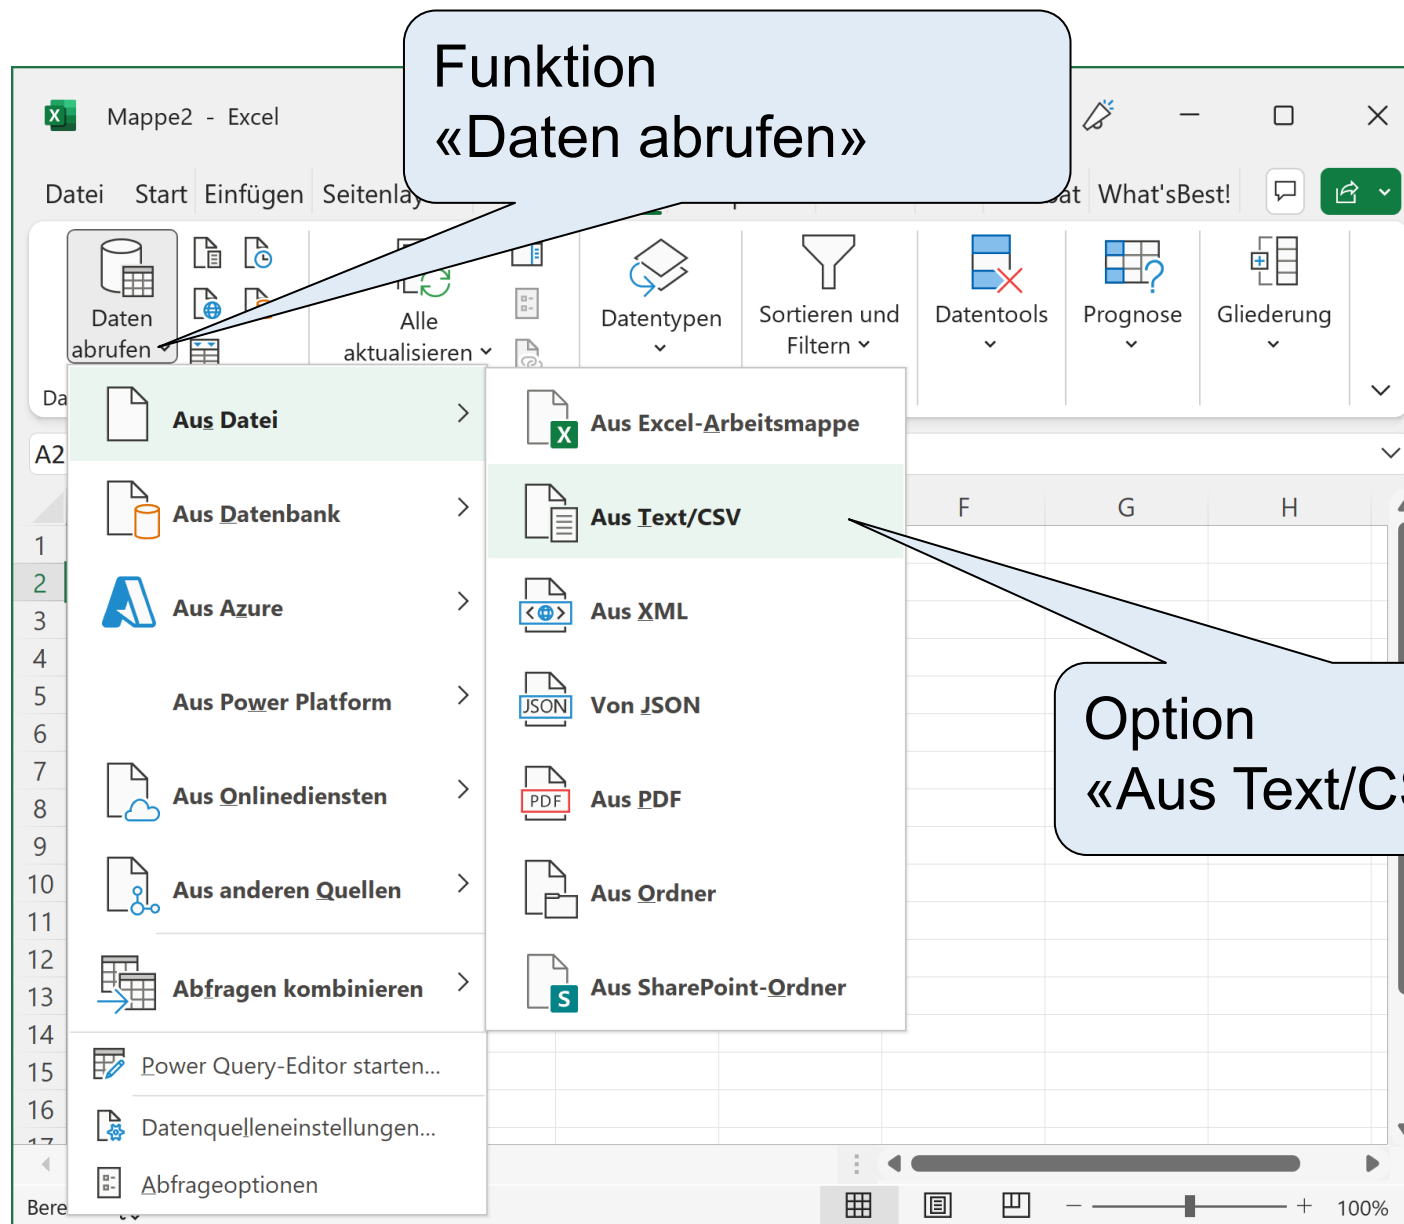 Funktion
«Daten abrufen»
Mappe2 - Excel
Datei Start Einfügen What'sBest!
Daten
abrufen
Alle
aktualisieren
Datentypen
Sortieren und
Filtern
Datentools
Prognose
Gliederung
A2
Aus Datei
Aus Datenbank
Aus Azure
Aus Power Platform
Aus Onlinediensten
Aus anderen Quellen
Abfragen kombinieren
Power Query-Editor starten...
Datenquelleneinstellungen...
Abfrageoptionen
Aus Excel-Arbeitsmappe
X
Aus Text/CSV
Aus XML
JSON
Von JSON
PDF
Aus PDF
Aus Ordner
S
Aus SharePoint-Ordner
F G H
1
2
3
4
5
6
7
8
9
10
11
12
13
14
15
16
Option
«Aus Text/
100%